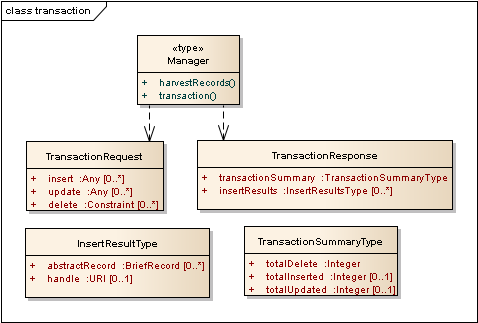 class transaction
«type»
Manager
+ harvestRecords()
+ transaction()
TransactionRequest
+ insert :Any [0..*]
+ update :Any [0..*]
+ delete :Constraint [0..*]
TransactionResponse
+ transactionSummary :TransactionSummaryType
+ insertResults :InsertResultsType [0..*]
InsertResultType
+ abstractRecord :BriefRecord [0..*]
+ handle :URI [0..1]
TransactionSummaryType
+ totalDelete :Integer
+ totalInserted :Integer [0..1]
+ totalUpdated :Integer [0..1]